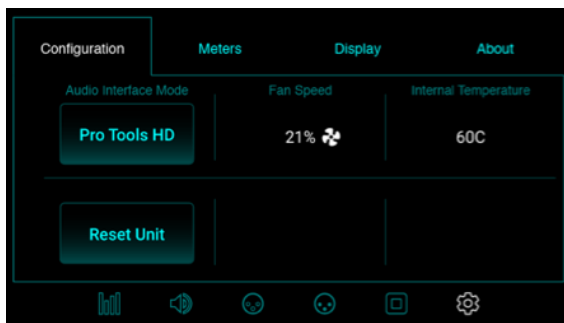 Configuration Meters Display About
Audio Interface Mode Fan Speed Internal Temperature
Pro Tools HD 21% 60C
Reset Unit